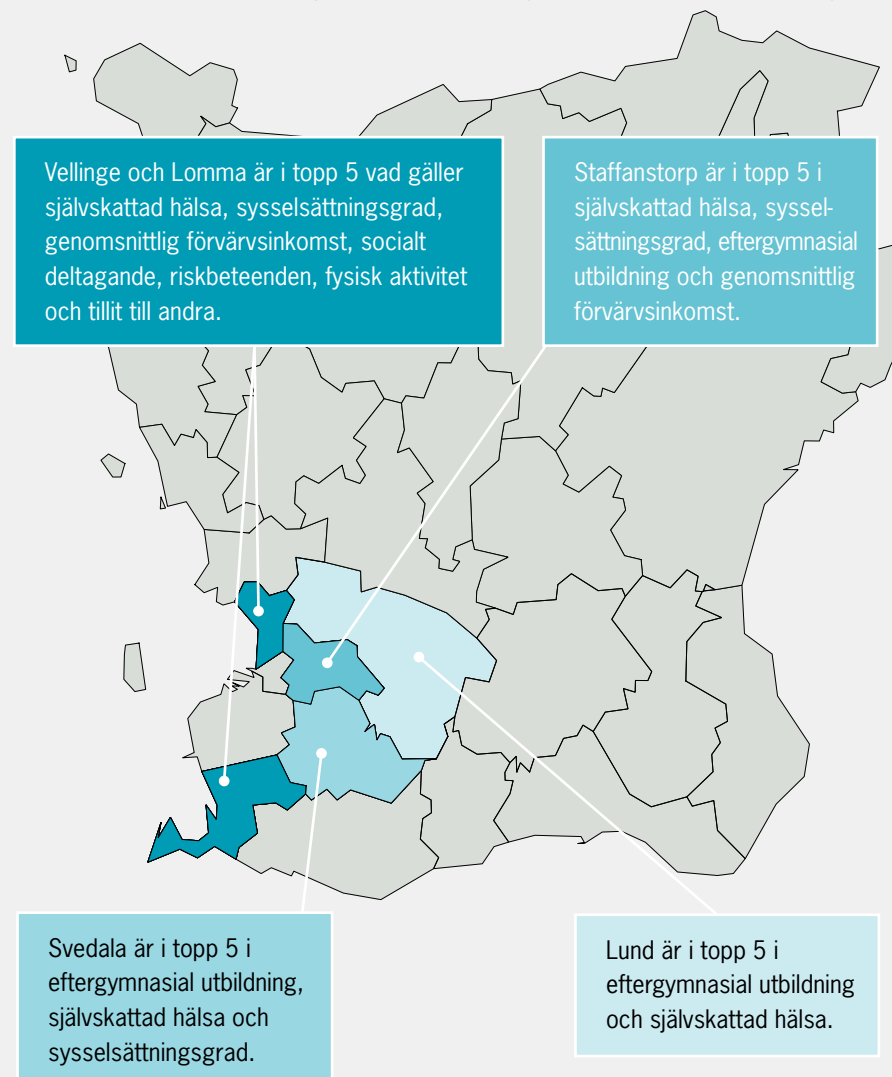 Vellinge och Lomma är i topp 5 vad gäller
självskattad hälsa, sysselsättningsgrad,
genomsnittlig förvärvsinkomst, socialt
deltagande, riskbeteenden, fysisk aktivitet
och tillit till andra.
Staffanstorp är i topp 5 i
självskattad hälsa, syssel-
sättningsgrad, eftergymnasial
utbildning och genomsnittlig
förvärvsinkomst.
Svedala är i topp 5 i
eftergymnasial utbildning,
självskattad hälsa och
sysselsättningsgrad.
Lund är i topp 5 i
eftergymnasial utbildning
och självskattad hälsa.